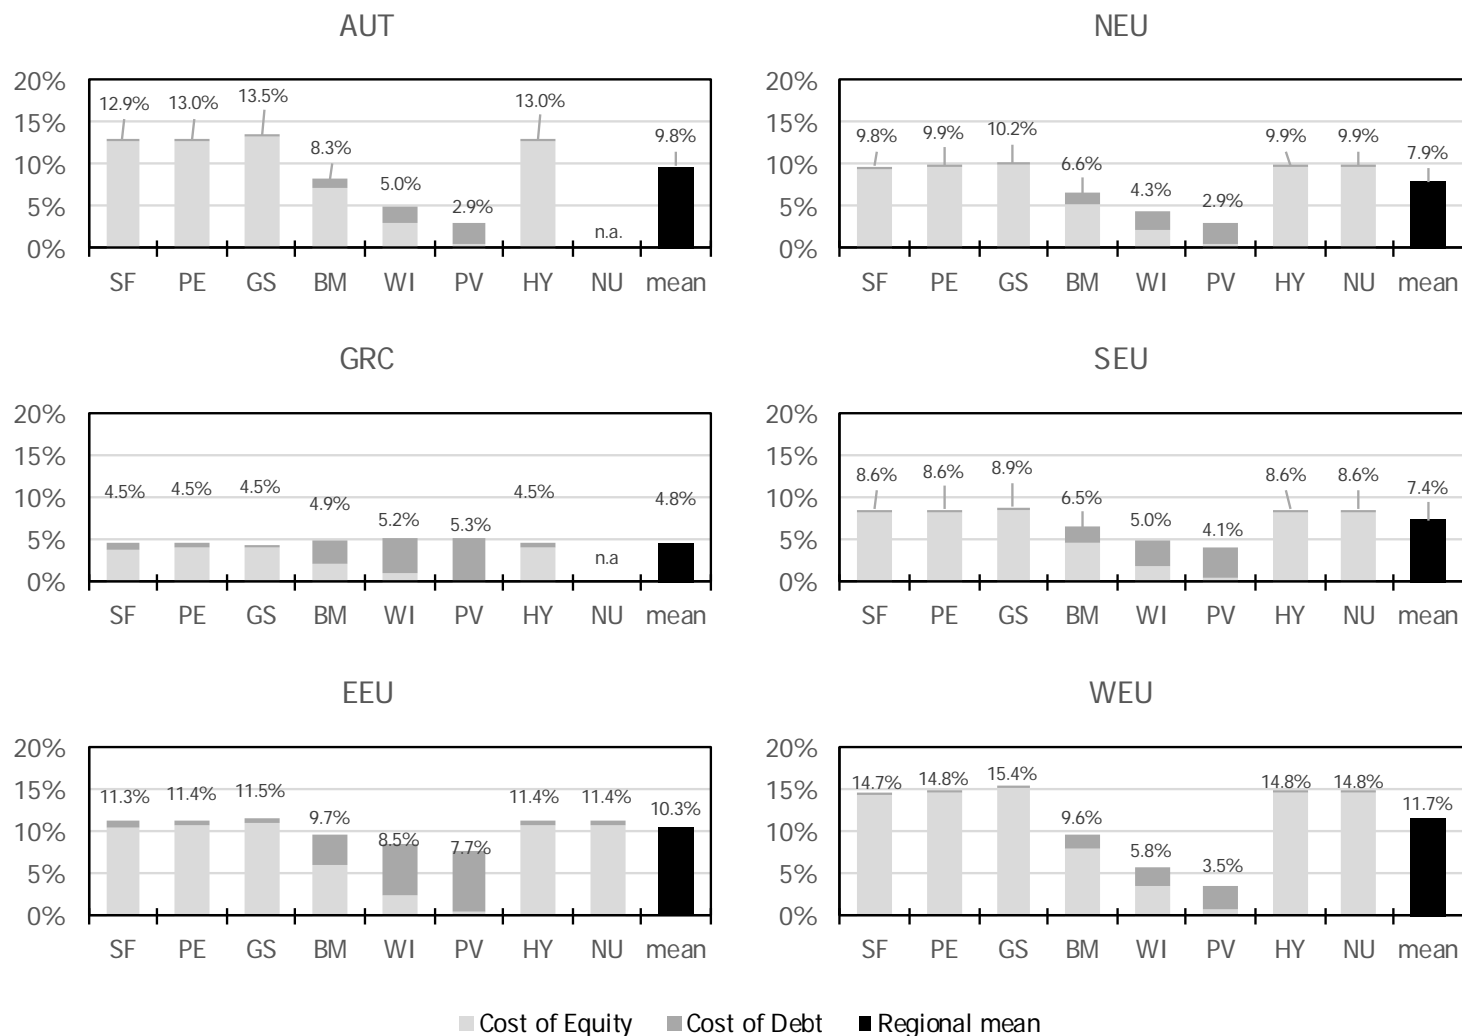 AUT
20%
15%
10%
5%
0%
12.9% 13.0% 13.5% 8.3% 5.0% 2.9% 13.0% n.a. 9.8%
SF PE GS BM WI PV HY NU mean
NEU
20%
15%
10%
5%
0%
9.8% 9.9% 10.2% 6.6% 4.3% 2.9% 9.9% 9.9% 7.9%
SF PE GS BM WI PV HY NU mean
GRC
20%
15%
10%
5%
0%
4.5% 4.5% 4.5% 4.9% 5.2% 5.3% 4.5% n.a 4.8%
SF PE GS BM WI PV HY NU mean
SEU
20%
15%
10%
5%
0%
8.6% 8.6% 8.9% 6.5% 5.0% 4.1% 8.6% 8.6% 7.4%
SF PE GS BM WI PV HY NU mean
EEU
20%
15%
10%
5%
0%
11.3% 11.4% 11.5% 9.7% 8.5% 7.7% 11.4% 11.4% 10.3%
SF PE GS BM WI PV HY NU mean
WEU
20%
15%
10%
5%
0%
14.7% 14.8% 15.4% 9.6% 5.8% 3.5% 14.8% 14.8% 11.7%
SF PE GS BM WI PV HY NU mean
Cost of Equity Cost of Debt Regional mean